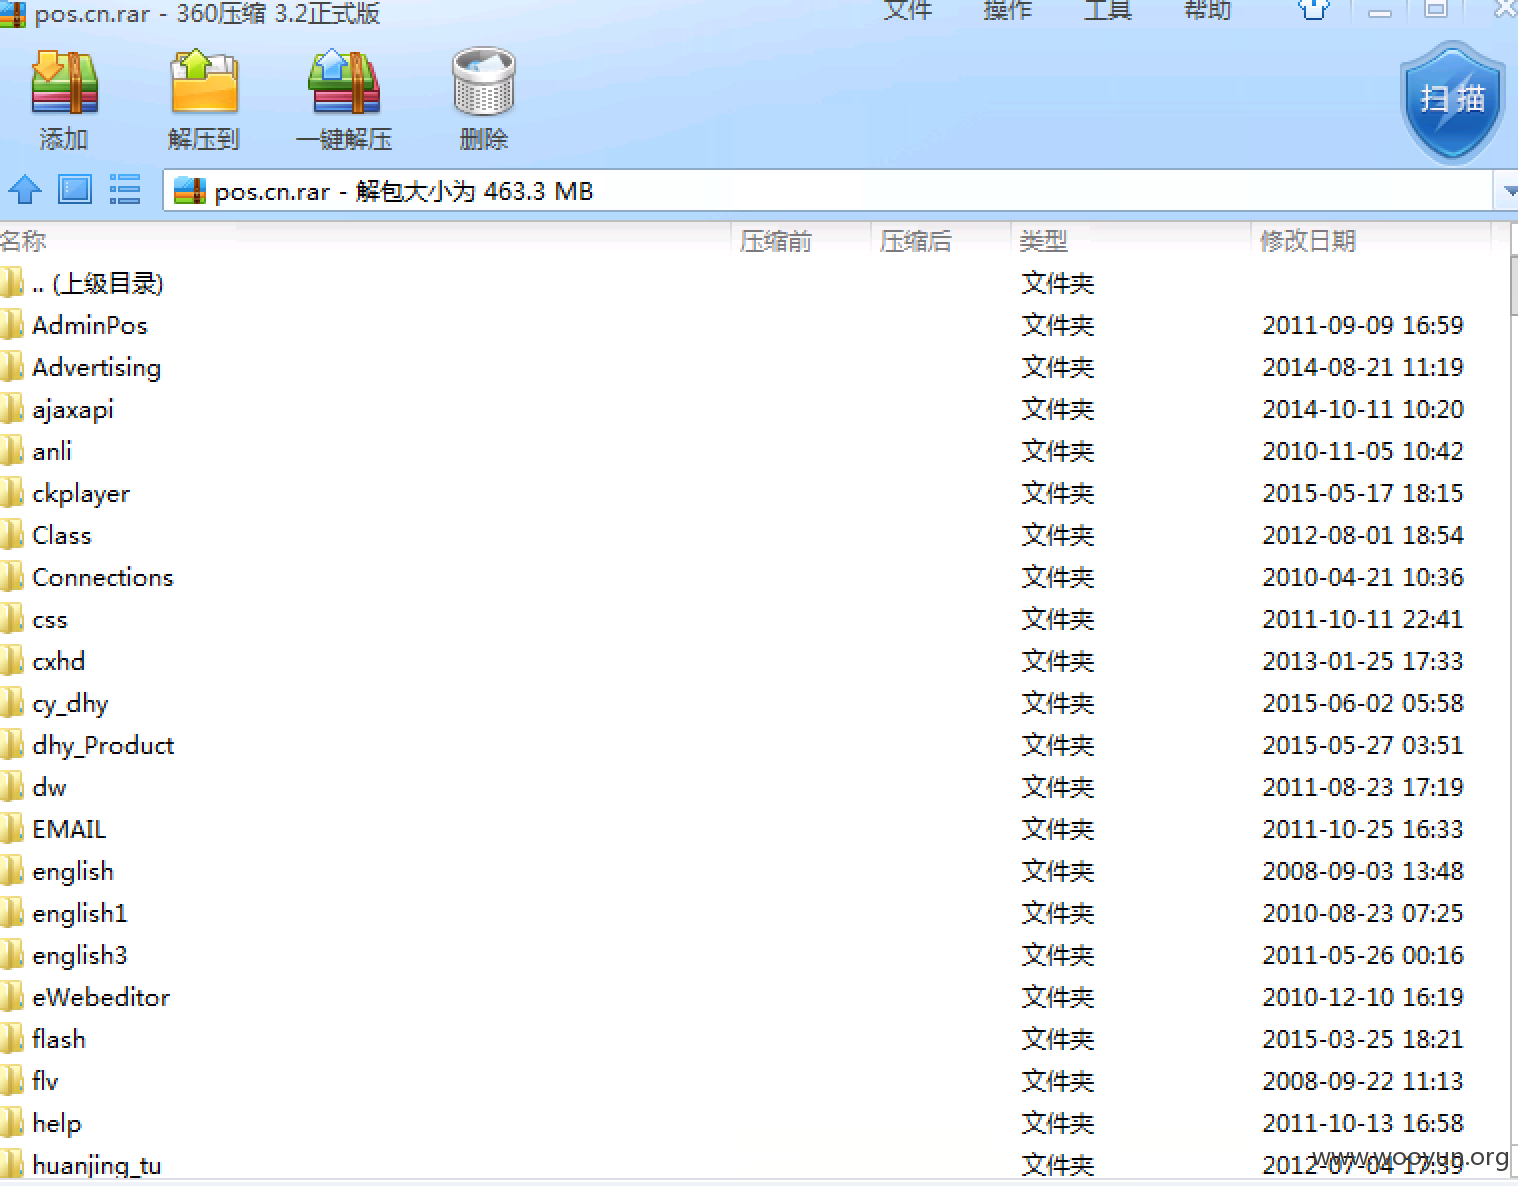 pos.cn.rar - 360压缩 3.2正式版
文件 操作 工具 帮助
添加 解压到 一键解压 删除 扫描
pos.cn.rar - 解包大小为 463.3 MB
名称 压缩前 压缩后 类型 修改日期
.. (上级目录) 文件夹
AdminPos 文件夹 2011-09-09 16:59
Advertising 文件夹 2014-08-21 11:19
ajaxapi 文件夹 2014-10-11 10:20
anli 文件夹 2010-11-05 10:42
ckplayer 文件夹 2015-05-17 18:15
Class 文件夹 2012-08-01 18:54
Connections 文件夹 2010-04-21 10:36
css 文件夹 2011-10-11 22:41
cxhd 文件夹 2013-01-25 17:33
cy_dhy 文件夹 2015-06-02 05:58
dhy_Product 文件夹 2015-05-27 03:51
dw 文件夹 2011-08-23 17:19
EMAIL 文件夹 2011-10-25 16:33
english 文件夹 2008-09-03 13:48
english1 文件夹 2010-08-23 07:25
english3 文件夹 2011-05-26 00:16
eWebeditor 文件夹 2010-12-10 16:19
flash 文件夹 2015-03-25 18:21
flv 文件夹 2008-09-22 11:13
help 文件夹 2011-10-13 16:58
huanjing_tu 文件夹 2012-07-04 17:39
www.wooyun.org